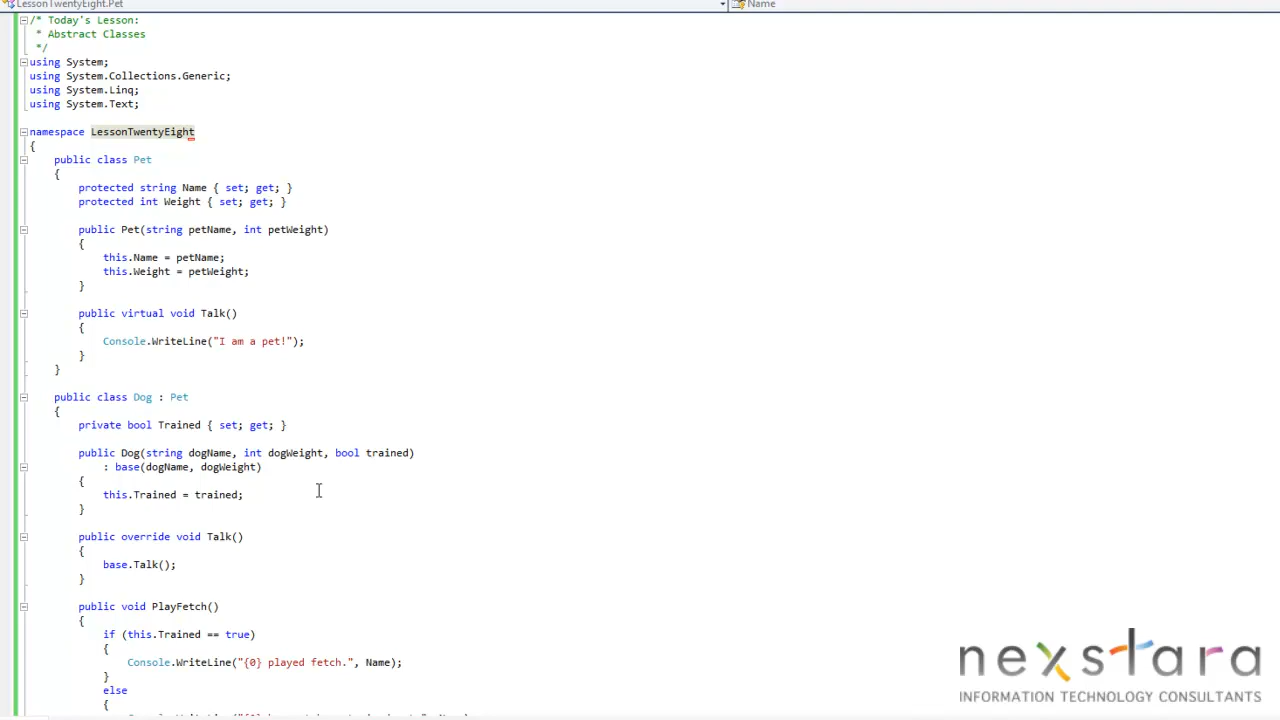 LessonTwentyEight.Pet Name
/* Today's Lesson:
* Abstract Classes
*/
using System;
using System.Collections.Generic;
using System.Linq;
using System.Text;
namespace LessonTwentyEight
{
public class Pet
{
protected string Name { set; get; }
protected int Weight { set; get; }
public Pet(string petName, int petWeight)
{
this.Name = petName;
this.Weight = petWeight;
}
public virtual void Talk()
{
Console.WriteLine("I am a pet!");
}
}
public class Dog : Pet
{
private bool Trained { set; get; }
public Dog(string dogName, int dogWeight, bool trained)
: base(dogName, dogWeight)
{
this.Trained = trained;
}
public override void Talk()
{
base.Talk();
}
public void PlayFetch()
{
if (this.Trained == true)
{
Console.WriteLine("{0} played fetch.", Name);
}
else
{
nexstara
INFORMATION TECHNOLOGY CONSULTANTS